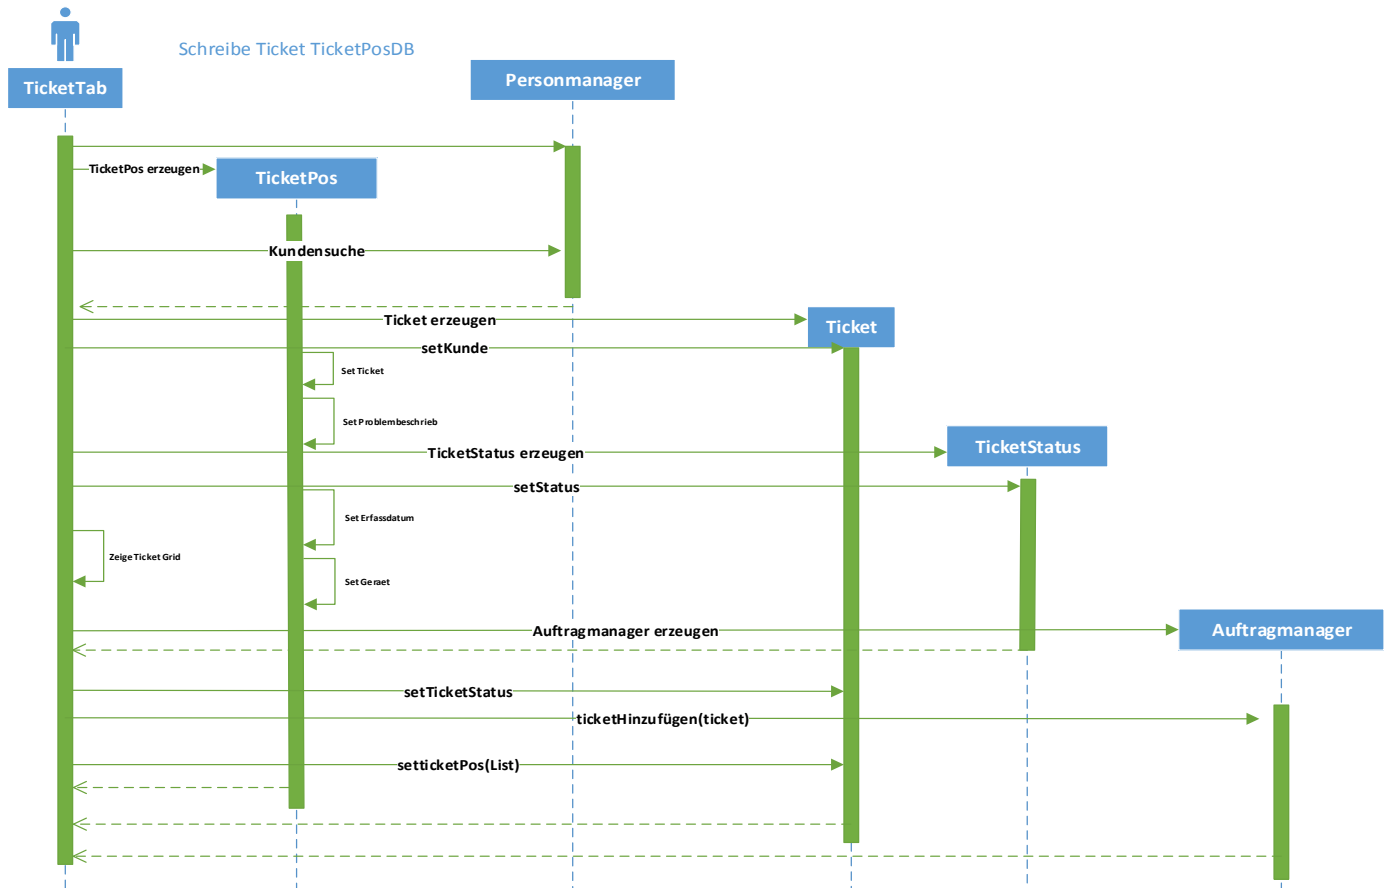 Schreibe Ticket TicketPosDB
TicketTab
Personmanager
TicketPos erzeugen
TicketPos
Kundensuche
Ticket erzeugen
Ticket
setKunde
Set Ticket
Set Problembeschrieb
TicketStatus erzeugen
TicketStatus
setStatus
Set Erfassdatum
Zeige Ticket Grid
Set Geraet
Auftragmanager erzeugen
Auftragmanager
setTicketStatus
ticketHinzufügen(ticket)
setticketPos(List)